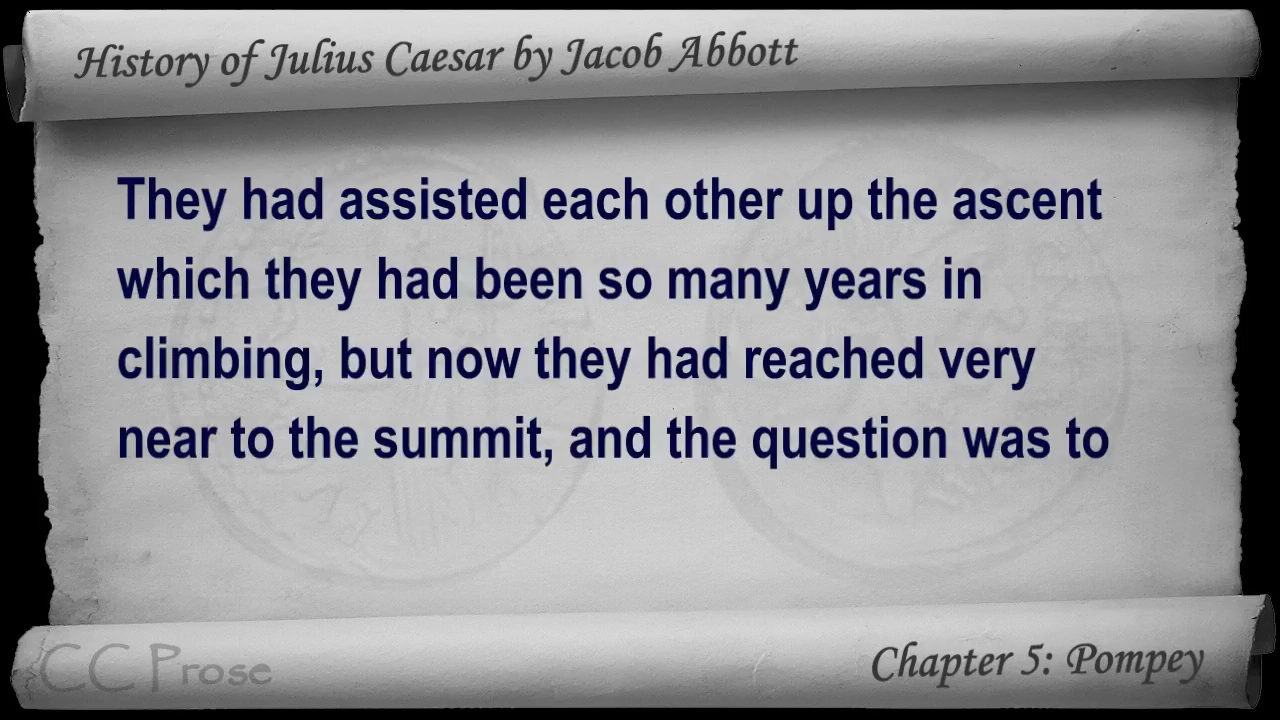 History of Julius Caesar by Jacob Abbott
They had assisted each other up the ascent
which they had been so many years in
climbing, but now they had reached very
near to the summit, and the question was to
CC Prose
Chapter 5: Pompey